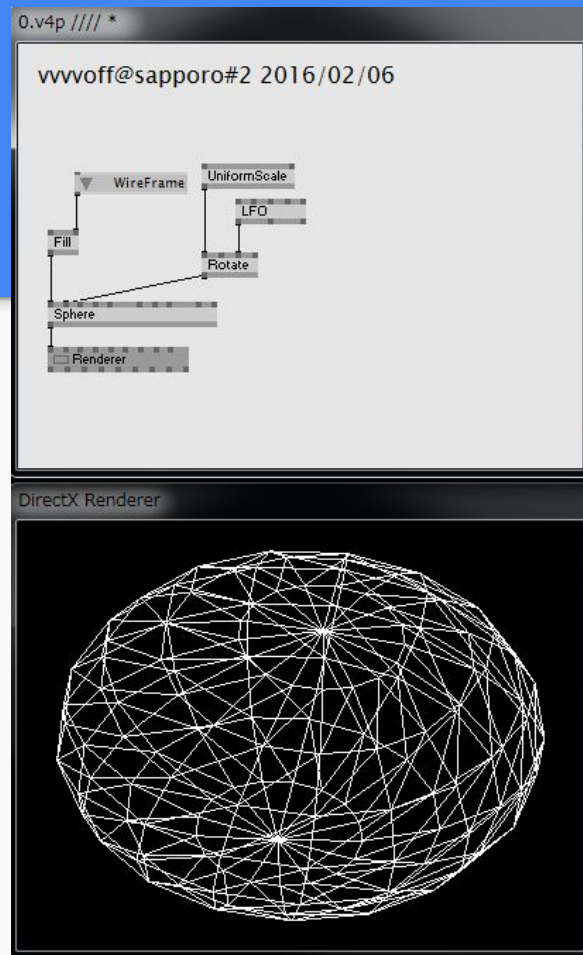 0.v4p //// *
vvvvoff@sapporo#2 2016/02/06
WireFrame
UniformScale
LFO
Fill
Rotate
Sphere
Renderer
DirectX Renderer